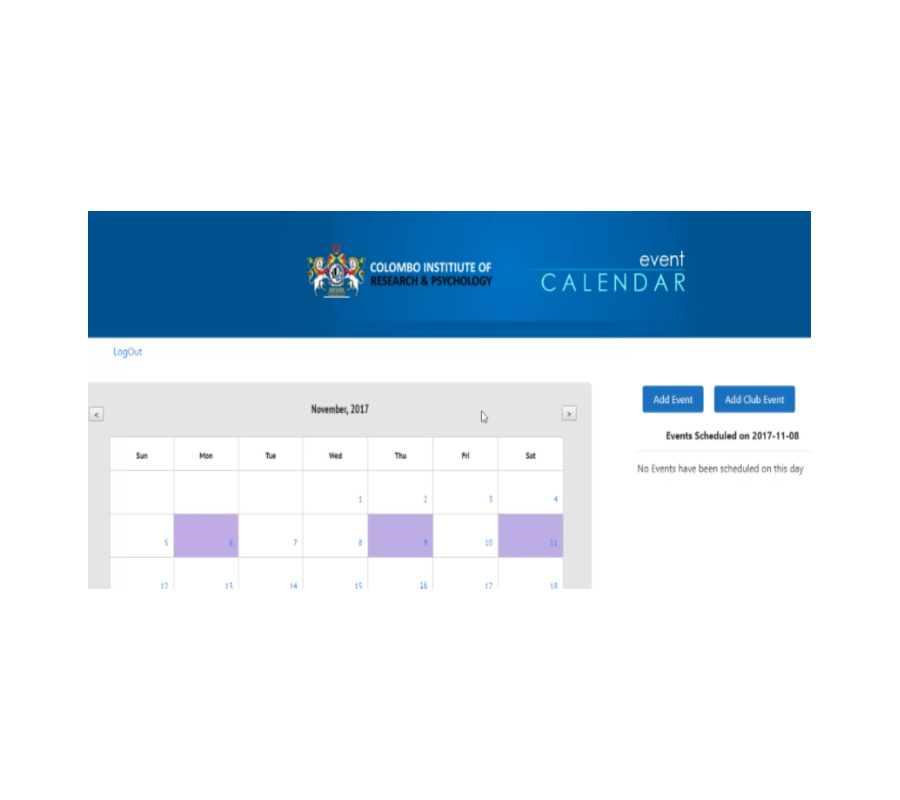 COLOMBO INSTITIUTE OF
RESEARCH & PSYCHOLOGY
event
CALENDAR
LogOut
< November, 2017 >
Sun Mon Tue Wed Thu Fri Sat
1 2 3 4
5 6 7 8 9 10 11
12 13 14 15 16 17 18
Add Event Add Club Event
Events Scheduled on 2017-11-08
No Events have been scheduled on this day